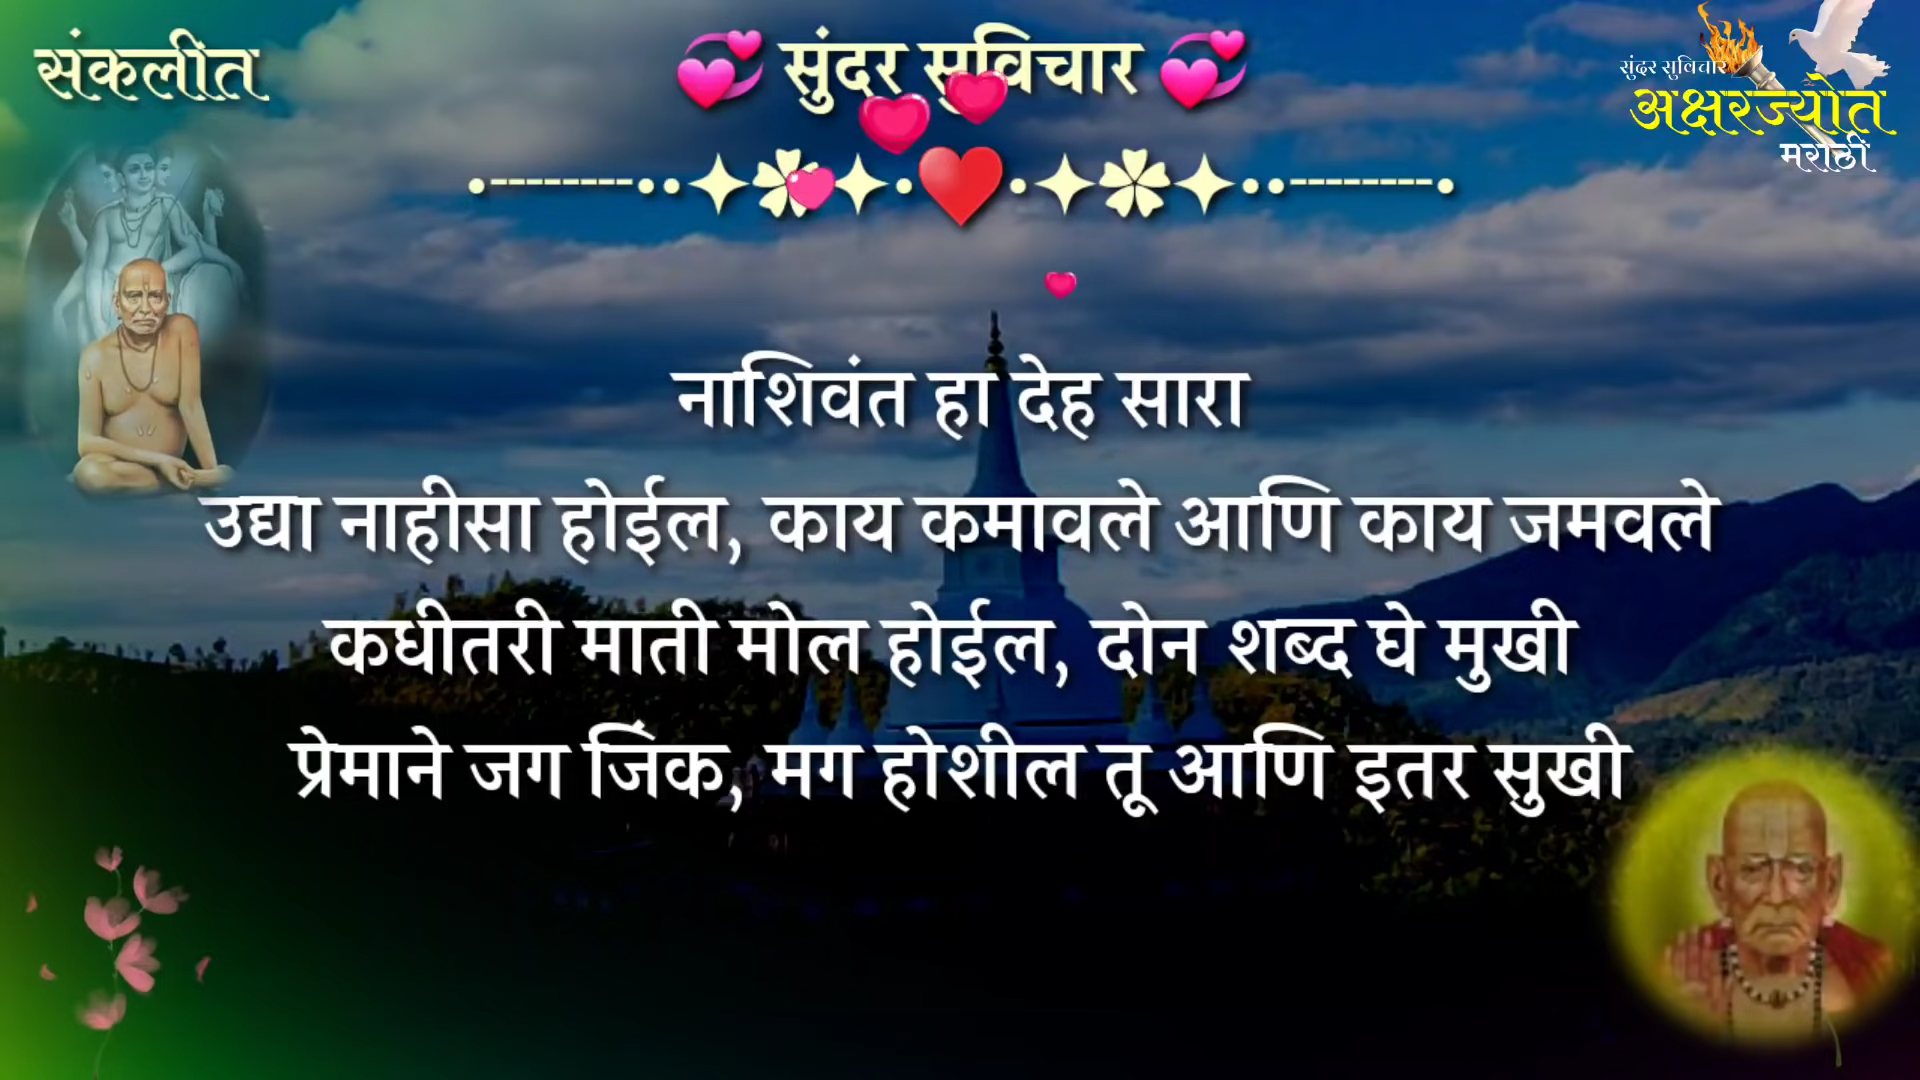 संकलीत
💞 सुंदर सुविचार 💞
सुंदर सुविचार
अक्षरज्योत
मराठी
नाशिवंत हा देह सारा
उद्या नाहीसा होईल, काय कमावले आणि काय जमवले
कधीतरी माती मोल होईल, दोन शब्द घे मुखी
प्रेमाने जग जिंक, मग होशील तू आणि इतर सुखी